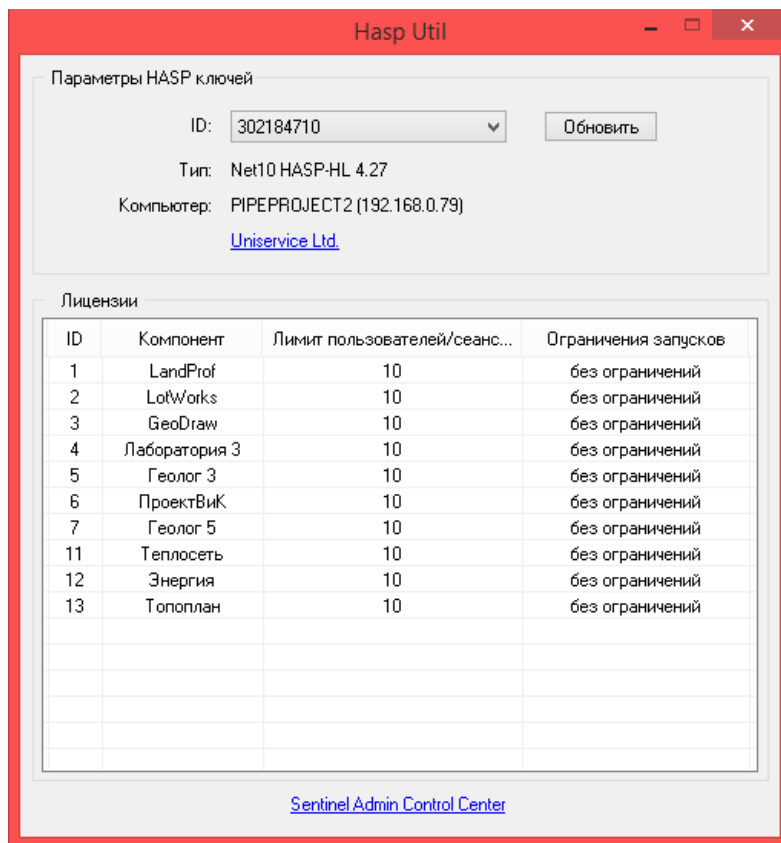 Hasp Util
Параметры HASP ключей
ID: 302184710 Обновить
Тип: Net10 HASP-HL 4.27
Компьютер: PIPEPROJECT2 (192.168.0.79)
Uniservice Ltd.
Лицензии
ID Компонент Лимит пользователей/сеанс... Ограничения запусков
1 LandProf 10 без ограничений
2 LotWorks 10 без ограничений
3 GeoDraw 10 без ограничений
4 Лаборатория 3 10 без ограничений
5 Геолог 3 10 без ограничений
6 ПроектВиК 10 без ограничений
7 Геолог 5 10 без ограничений
11 Теплосеть 10 без ограничений
12 Энергия 10 без ограничений
13 Топоплан 10 без ограничений
Sentinel Admin Control Center